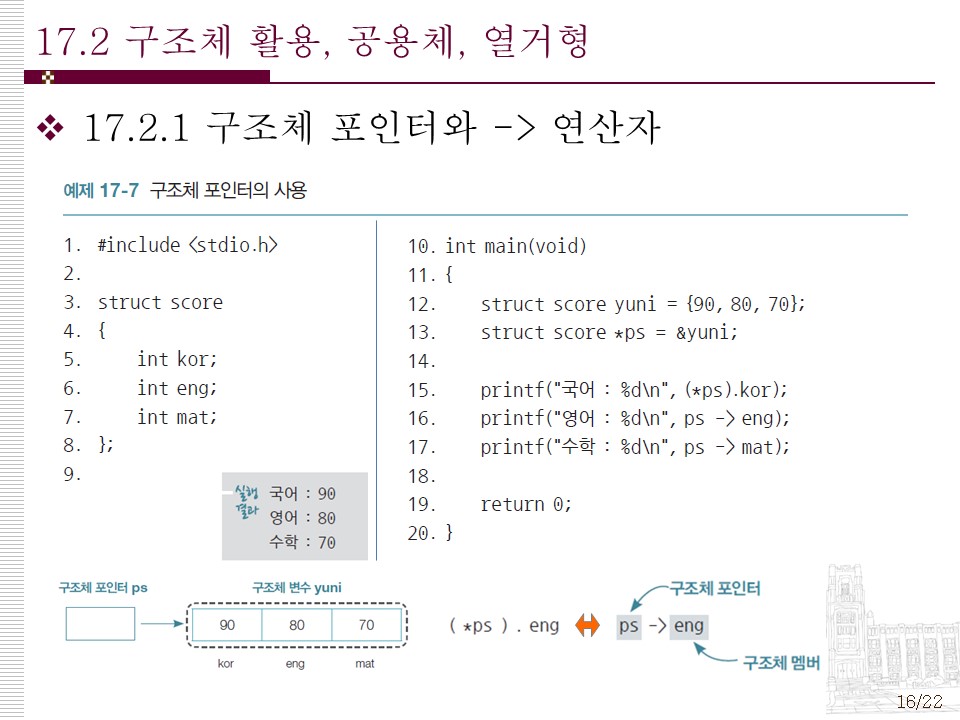 17.2 구조체 활용, 공용체, 열거형
❖ 17.2.1 구조체 포인터와 -> 연산자
예제 17-7 구조체 포인터의 사용
1. #include <stdio.h>
2.
3. struct score
4. {
5. int kor;
6. int eng;
7. int mat;
8. };
9.
실행
결과
국어 : 90
영어 : 80
수학 : 70
10. int main(void)
11. {
12. struct score yuni = {90, 80, 70};
13. struct score *ps = &yuni;
14.
15. printf("국어 : %d\n", (*ps).kor);
16. printf("영어 : %d\n", ps -> eng);
17. printf("수학 : %d\n", ps -> mat);
18.
19. return 0;
20. }
구조체 포인터 ps
구조체 변수 yuni
90 80 70
kor eng mat
(*ps).eng ps -> eng
구조체 포인터
구조체 멤버
16/22